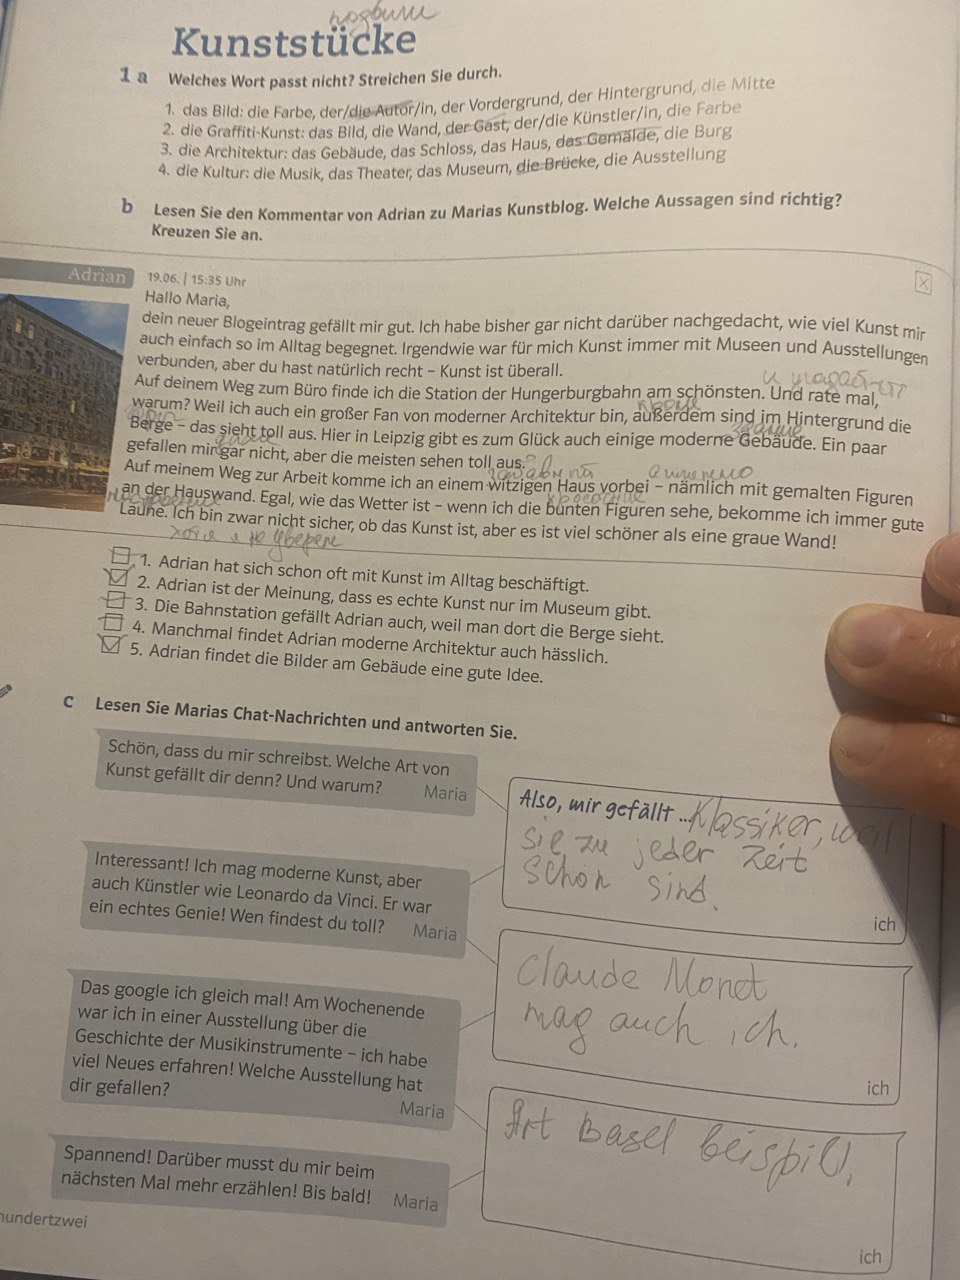 подвиги
Kunststücke
1 a Welches Wort passt nicht? Streichen Sie durch.
1. das Bild: die Farbe, der/die Autor/in, der Vordergrund, der Hintergrund, die Mitte
2. die Graffiti-Kunst: das Bild, die Wand, der Gast, der/die Künstler/in, die Farbe
3. die Architektur: das Gebäude, das Schloss, das Haus, das Gemälde, die Burg
4. die Kultur: die Musik, das Theater, das Museum, die Brücke, die Ausstellung
b Lesen Sie den Kommentar von Adrian zu Marias Kunstblog. Welche Aussagen sind richtig?
Kreuzen Sie an.
Adrian 19.06. | 15:35 Uhr
Hallo Maria,
dein neuer Blogeintrag gefällt mir gut. Ich habe bisher gar nicht darüber nachgedacht, wie viel Kunst mir
auch einfach so im Alltag begegnet. Irgendwie war für mich Kunst immer mit Museen und Ausstellungen
verbunden, aber du hast natürlich recht – Kunst ist überall.
Auf deinem Weg zum Büro finde ich die Station der Hungerburgbahn am schönsten. Und rate mal,
warum? Weil ich auch ein großer Fan von moderner Architektur bin, außerdem sind im Hintergrund die
кроме
Berge – das sieht toll aus. Hier in Leipzig gibt es zum Glück auch einige moderne Gebäude. Ein paar
здание
gefallen mir gar nicht, aber die meisten sehen toll aus.
Auf meinem Weg zur Arbeit komme ich an einem witzigen Haus vorbei – nämlich mit gemalten Figuren
an der Hauswand. Egal, wie das Wetter ist – wenn ich die bunten Figuren sehe, bekomme ich immer gute
настроение
Laune. Ich bin zwar nicht sicher, ob das Kunst ist, aber es ist viel schöner als eine graue Wand!
хотя я не уверен
1. Adrian hat sich schon oft mit Kunst im Alltag beschäftigt.
2. Adrian ist der Meinung, dass es echte Kunst nur im Museum gibt.
3. Die Bahnstation gefällt Adrian auch, weil man dort die Berge sieht.
4. Manchmal findet Adrian moderne Architektur auch hässlich.
5. Adrian findet die Bilder am Gebäude eine gute Idee.
c Lesen Sie Marias Chat-Nachrichten und antworten Sie.
Schön, dass du mir schreibst. Welche Art von
Kunst gefällt dir denn? Und warum? Maria
Also, mir gefällt ... Klassiker, weil
sie zu jeder Zeit
schon sind.
ich
Interessant! Ich mag moderne Kunst, aber
auch Künstler wie Leonardo da Vinci. Er war
ein echtes Genie! Wen findest du toll? Maria
Claude Monet
mag auch ich.
ich
Das google ich gleich mal! Am Wochenende
war ich in einer Ausstellung über die
Geschichte der Musikinstrumente – ich habe
viel Neues erfahren! Welche Ausstellung hat
dir gefallen?
Maria
Art Basel beispill,
ich
Spannend! Darüber musst du mir beim
nächsten Mal mehr erzählen! Bis bald! Maria
hundertzwei